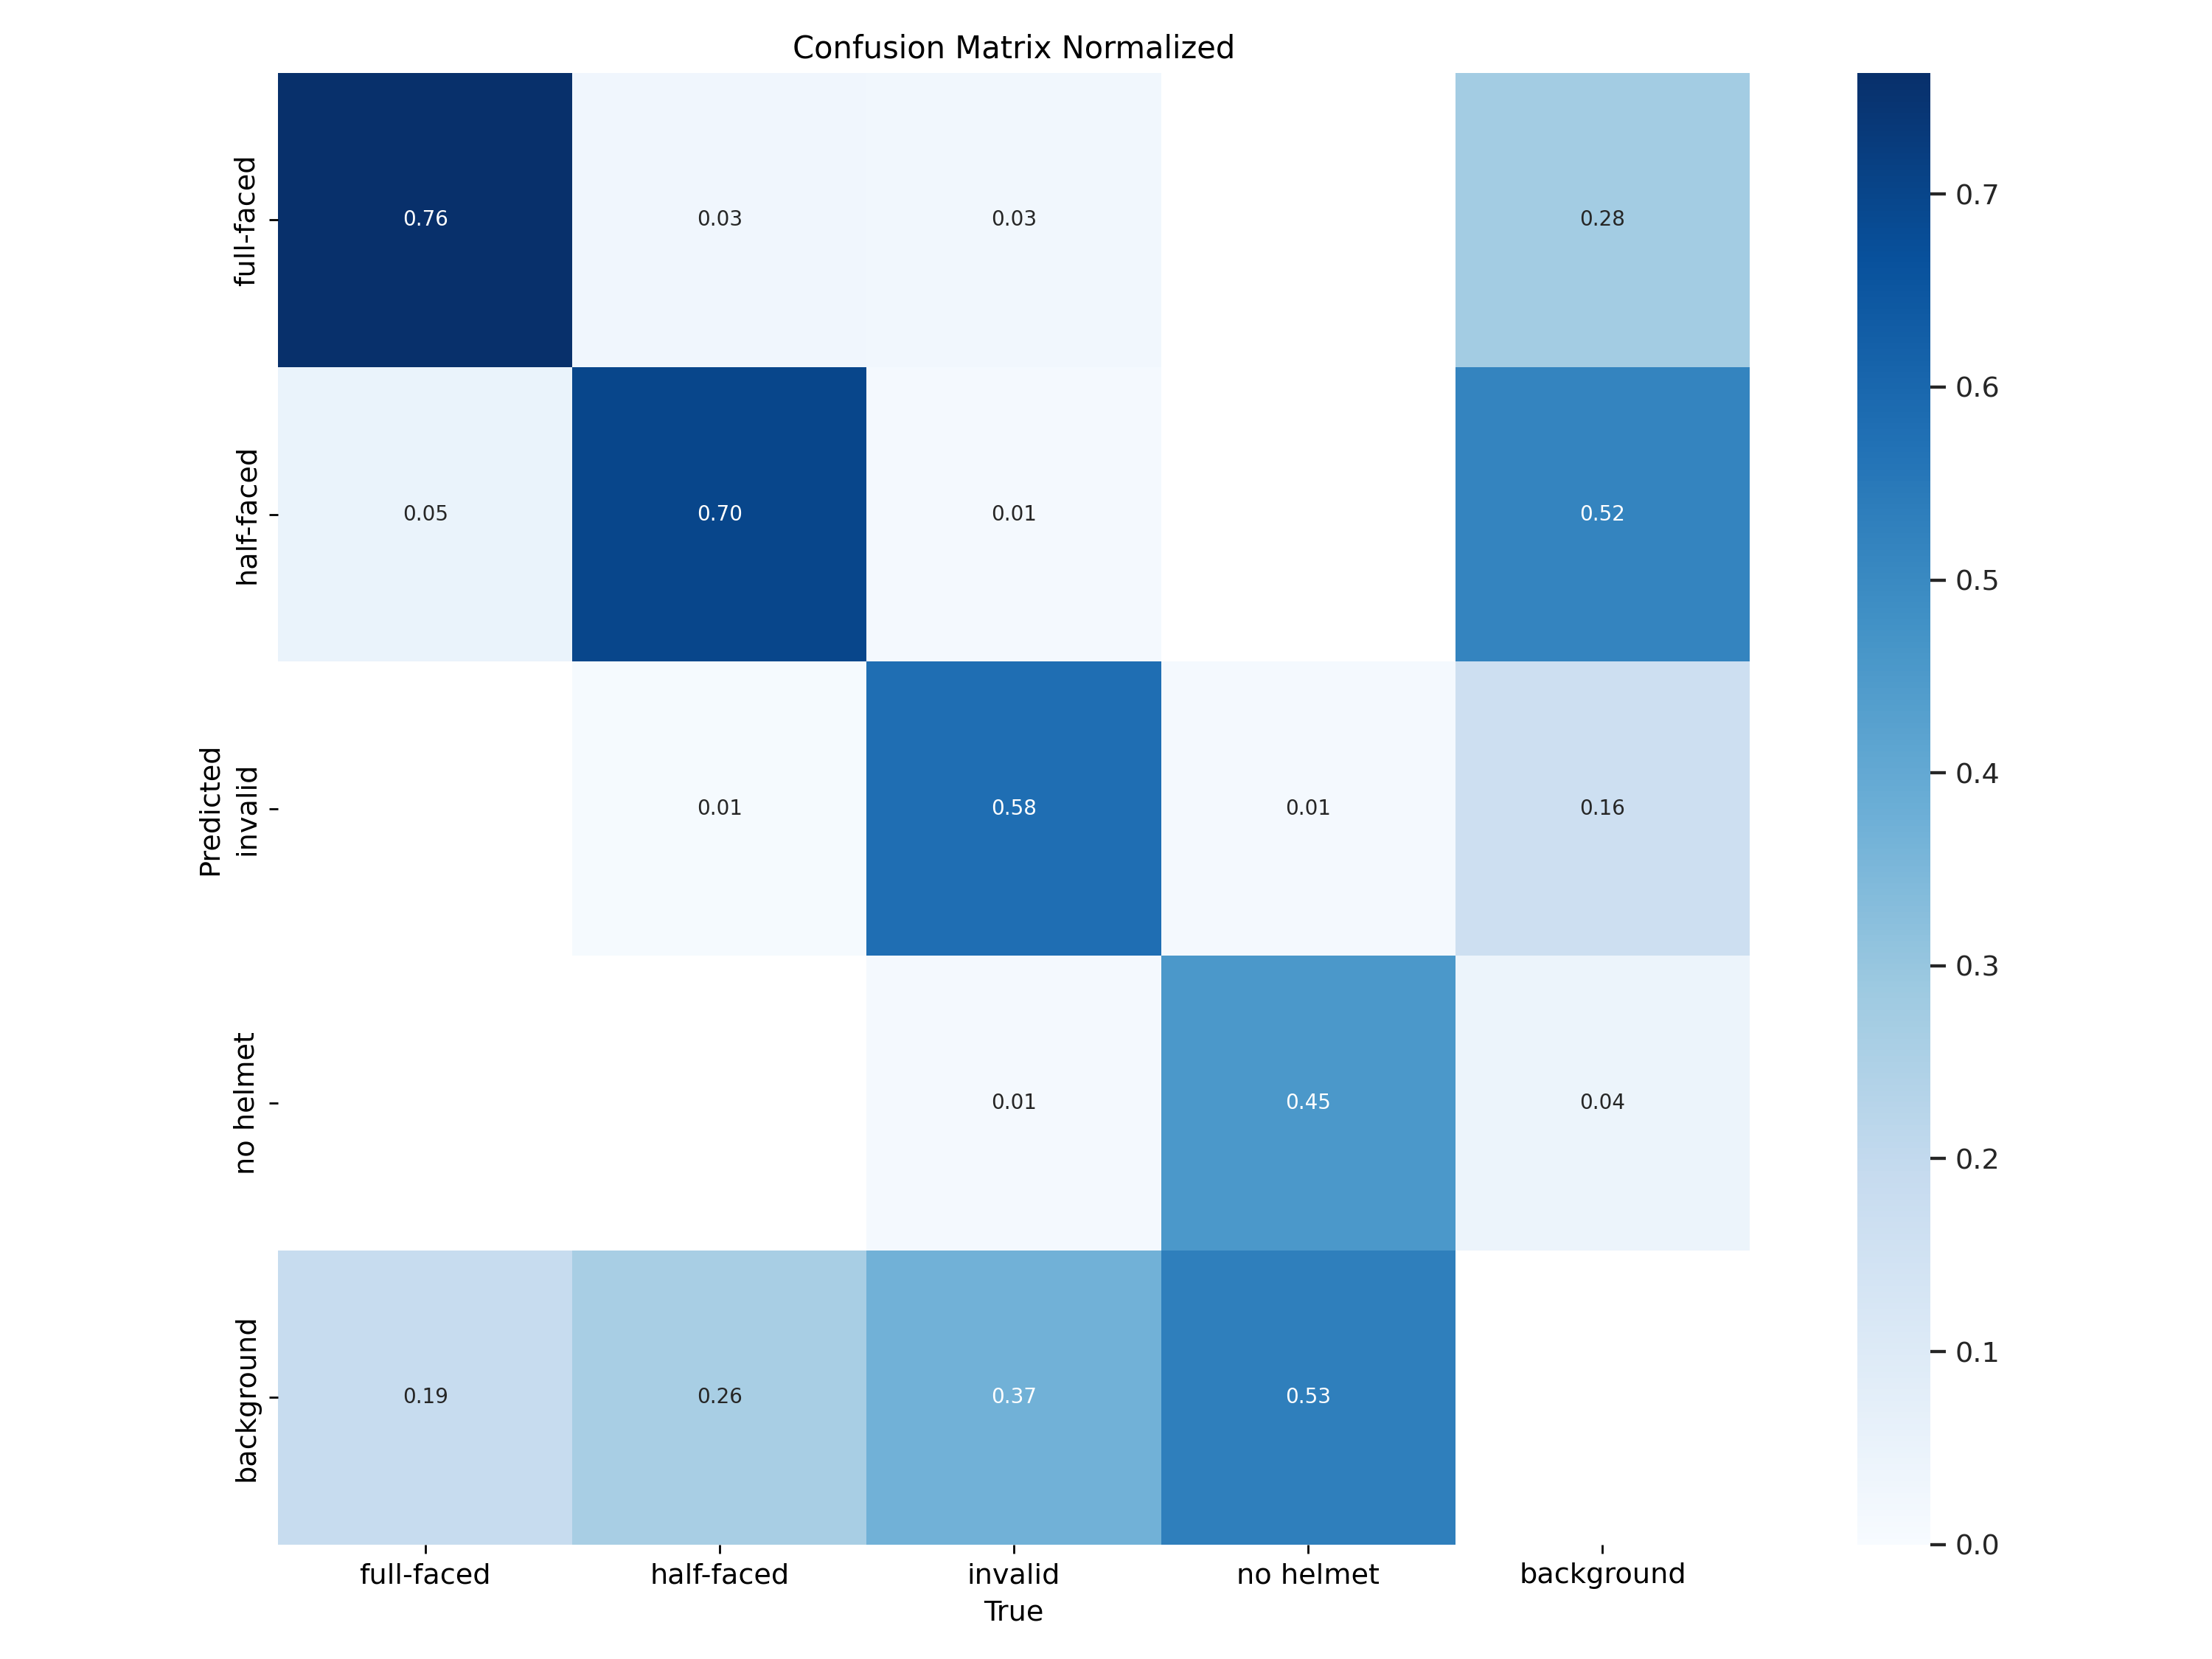 Confusion Matrix Normalized
full-faced
0.76
0.03
0.03
0.28
0.7
0.6
half-faced
0.05
0.70
0.01
0.52
0.5
Predicted
invalid
0.01
0.58
0.01
0.16
0.4
0.3
no helmet
0.01
0.45
0.04
0.2
background
0.19
0.26
0.37
0.53
0.1
0.0
full-faced
half-faced
invalid
no helmet
background
True